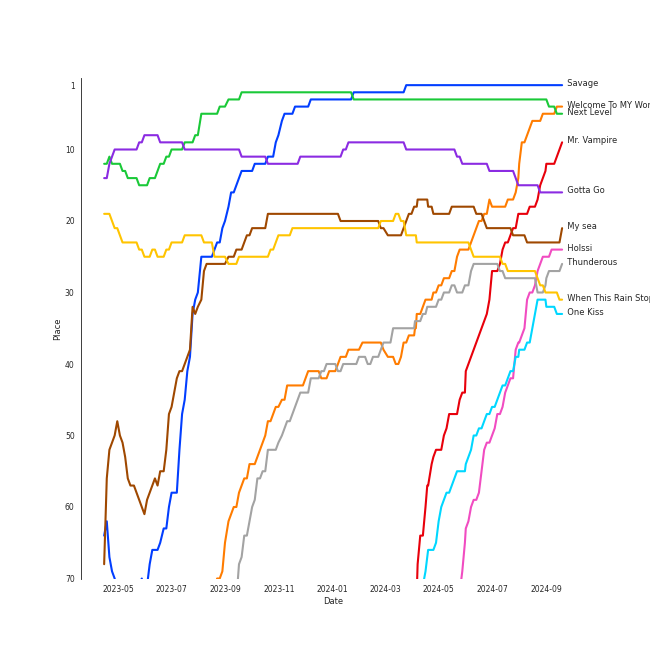 1
10
20
30
40
50
60
70
Place
2023-05
2023-07
2023-09
2023-11
2024-01
2024-03
2024-05
2024-07
2024-09
Date
Savage
Welcome To MY Wor
Next Level
Mr. Vampire
Gotta Go
My sea
Holssi
Thunderous
When This Rain Stop
One Kiss